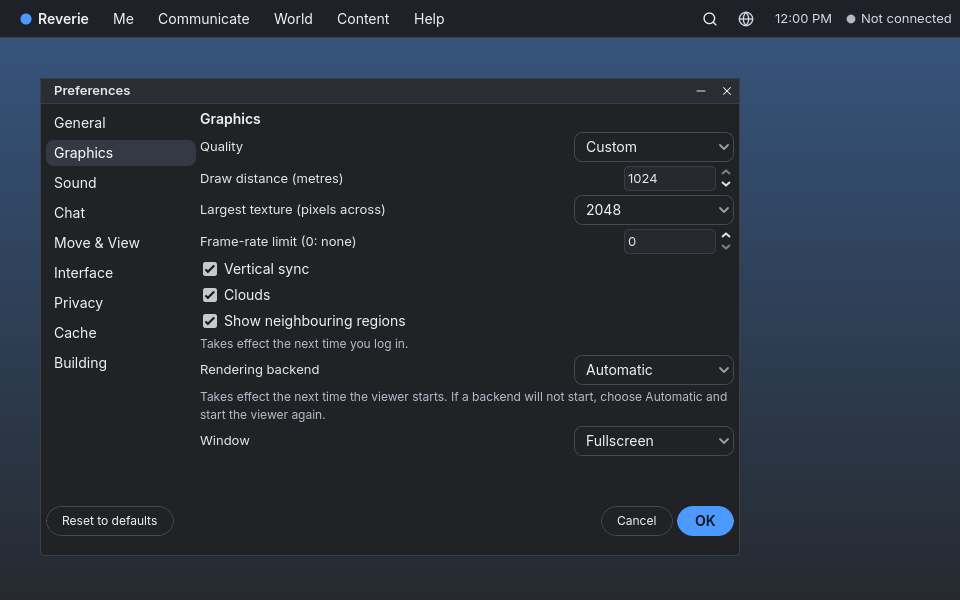 Reverie Me Communicate World Content Help 12:00 PM Not connected
Preferences
General
Graphics
Sound
Chat
Move & View
Interface
Privacy
Cache
Building
Graphics
Quality Custom
Draw distance (metres) 1024
Largest texture (pixels across) 2048
Frame-rate limit (0: none) 0
Vertical sync
Clouds
Show neighbouring regions
Takes effect the next time you log in.
Rendering backend Automatic
Takes effect the next time the viewer starts. If a backend will not start, choose Automatic and
start the viewer again.
Window Fullscreen
Reset to defaults Cancel OK